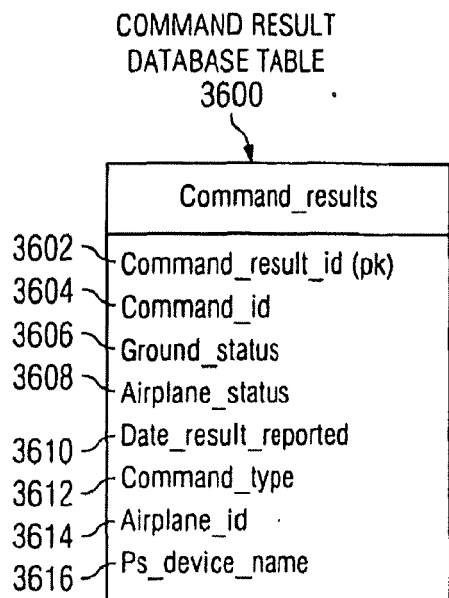 COMMAND RESULT
DATABASE TABLE
3600
Command_results
3602 Command_result_id (pk)
3604 Command_id
3606 Ground_status
3608 Airplane_status
3610 Date_result_reported
3612 Command_type
3614 Airplane_id
3616 Ps_device_name